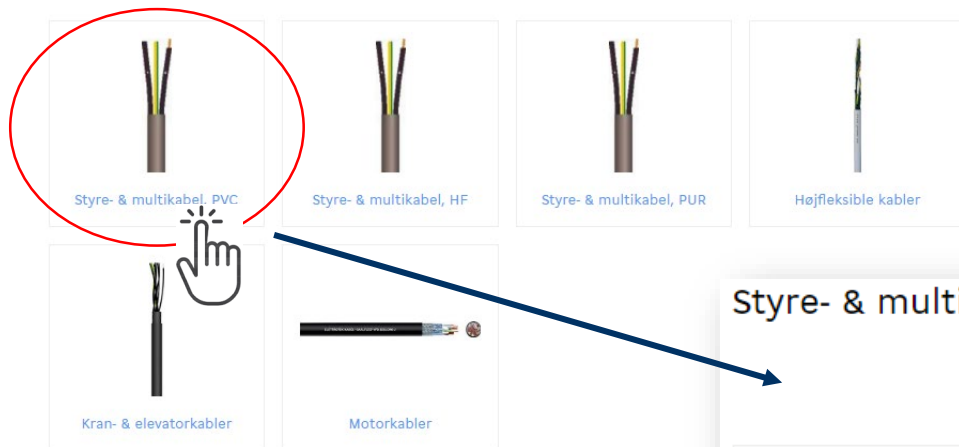 Styre- & multikabel, PVC
Styre- & multikabel, HF
Styre- & multikabel, PUR
Højfleksible kabler
Kran- & elevatorkabler
Motorkabler
Styre- & multi